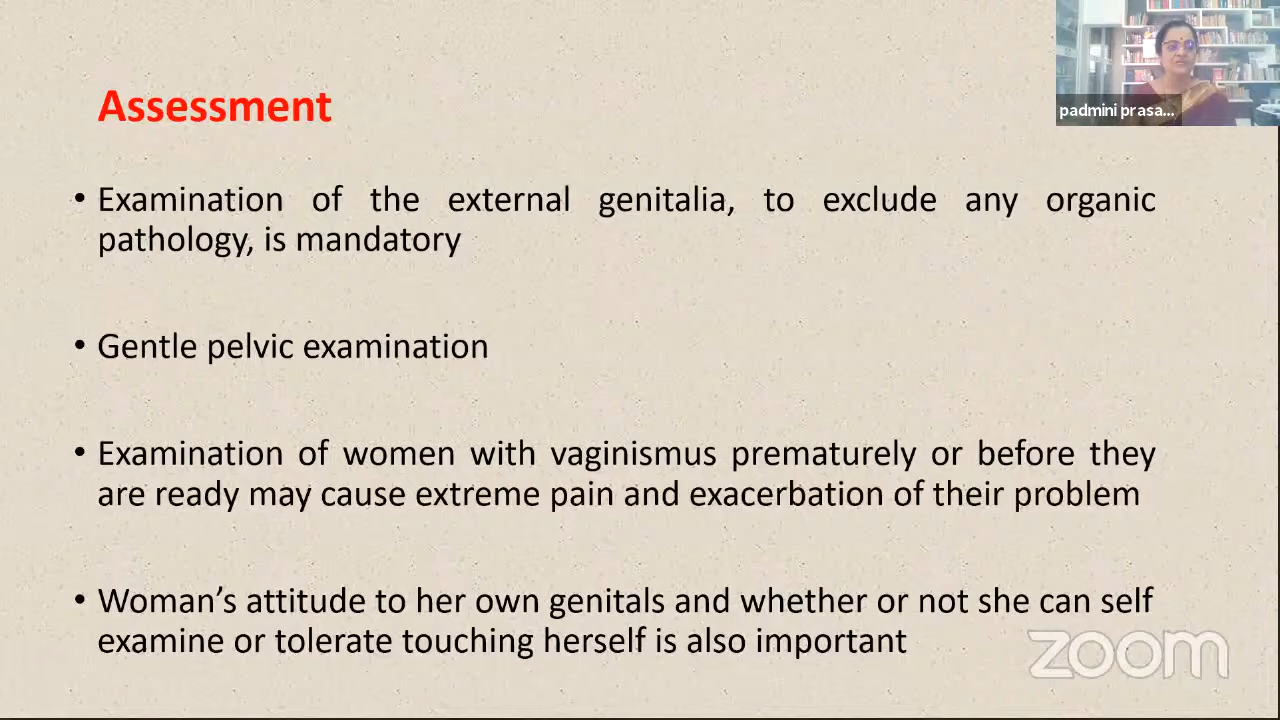 padmini prasa...
Assessment
• Examination of the external genitalia, to exclude any organic
pathology, is mandatory
• Gentle pelvic examination
• Examination of women with vaginismus prematurely or before they
are ready may cause extreme pain and exacerbation of their problem
• Woman’s attitude to her own genitals and whether or not she can self
examine or tolerate touching herself is also important
zoom